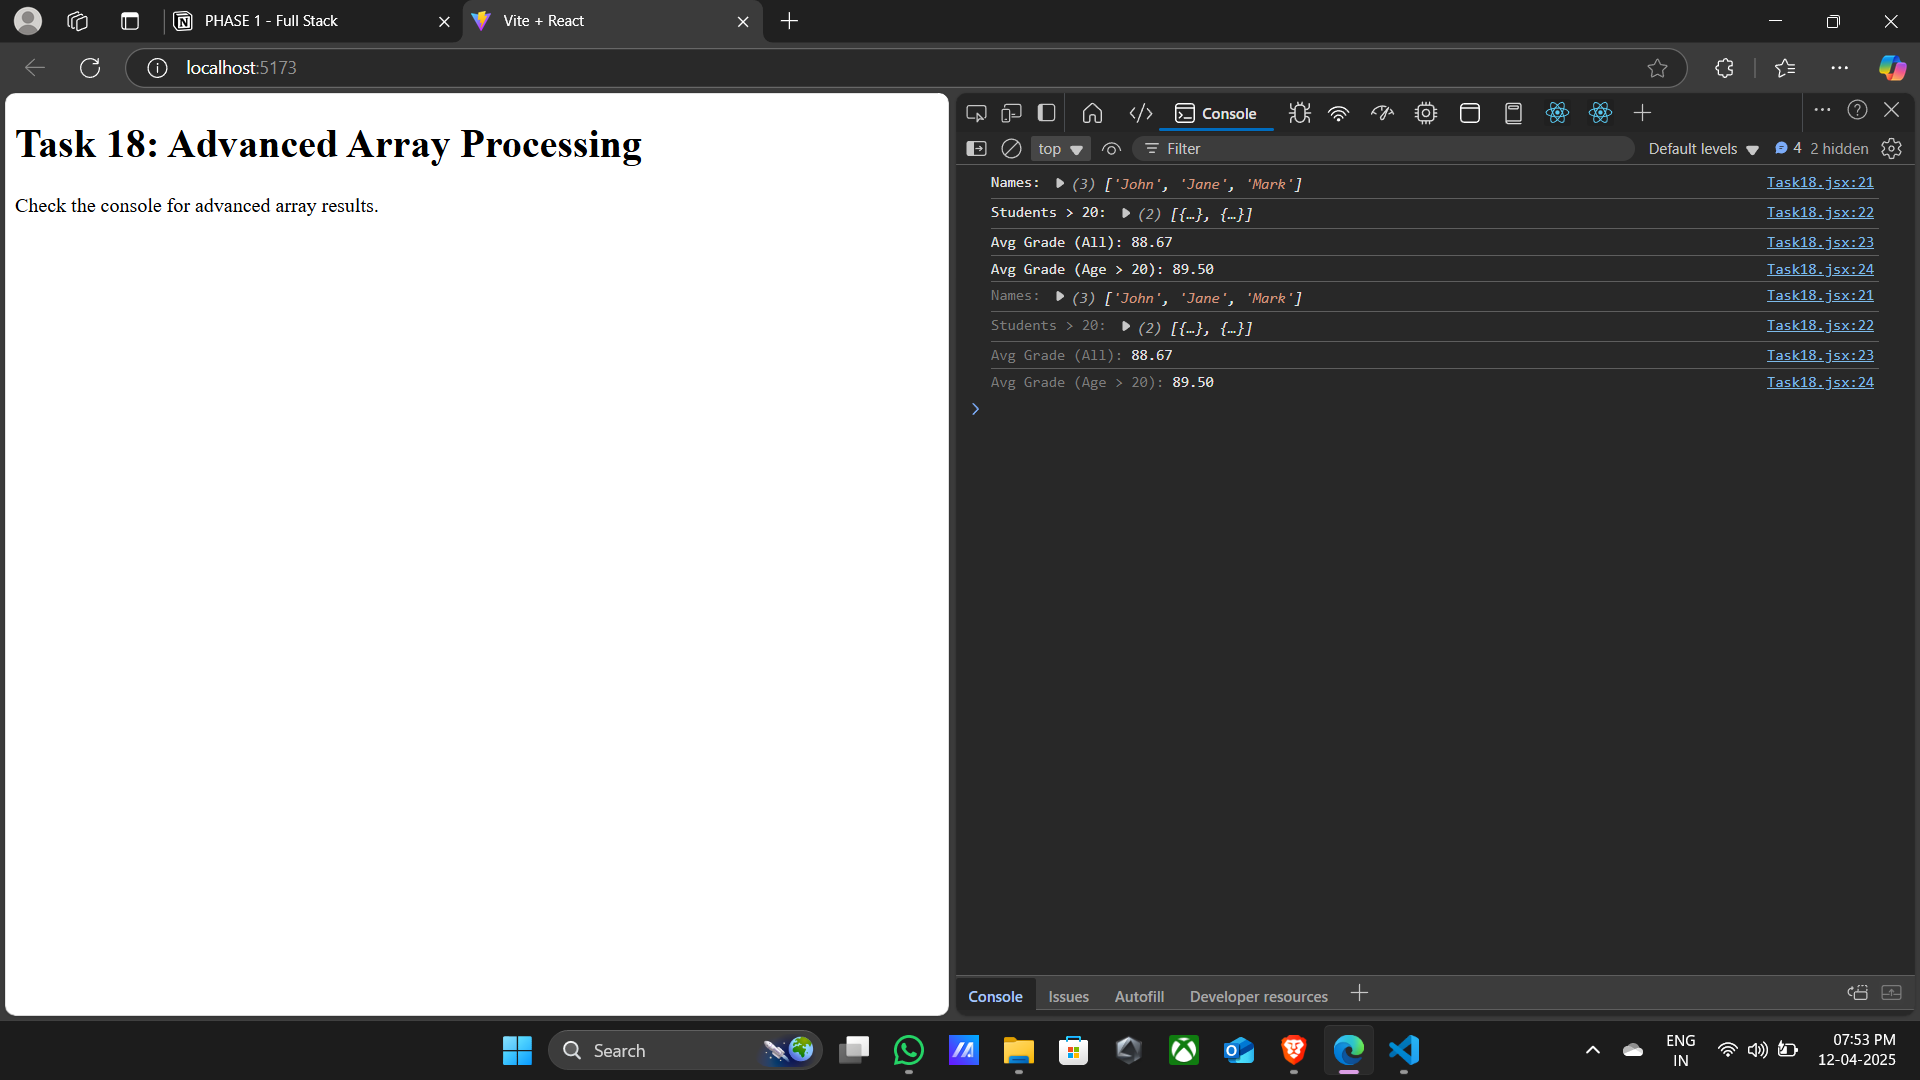 PHASE 1 - Full Stack
Vite + React
localhost:5173
Task 18: Advanced Array Processing
Check the console for advanced array results.
Console
top
Filter
Default levels
4
2 hidden
Names: (3) ['John', 'Jane', 'Mark'] Task18.jsx:21
Students > 20: (2) [{…}, {…}] Task18.jsx:22
Avg Grade (All): 88.67 Task18.jsx:23
Avg Grade (Age > 20): 89.50 Task18.jsx:24
Names: (3) ['John', 'Jane', 'Mark'] Task18.jsx:21
Students > 20: (2) [{…}, {…}] Task18.jsx:22
Avg Grade (All): 88.67 Task18.jsx:23
Avg Grade (Age > 20): 89.50 Task18.jsx:24
Console Issues Autofill Developer resources
Search
ENG
IN
07:53 PM
12-04-2025